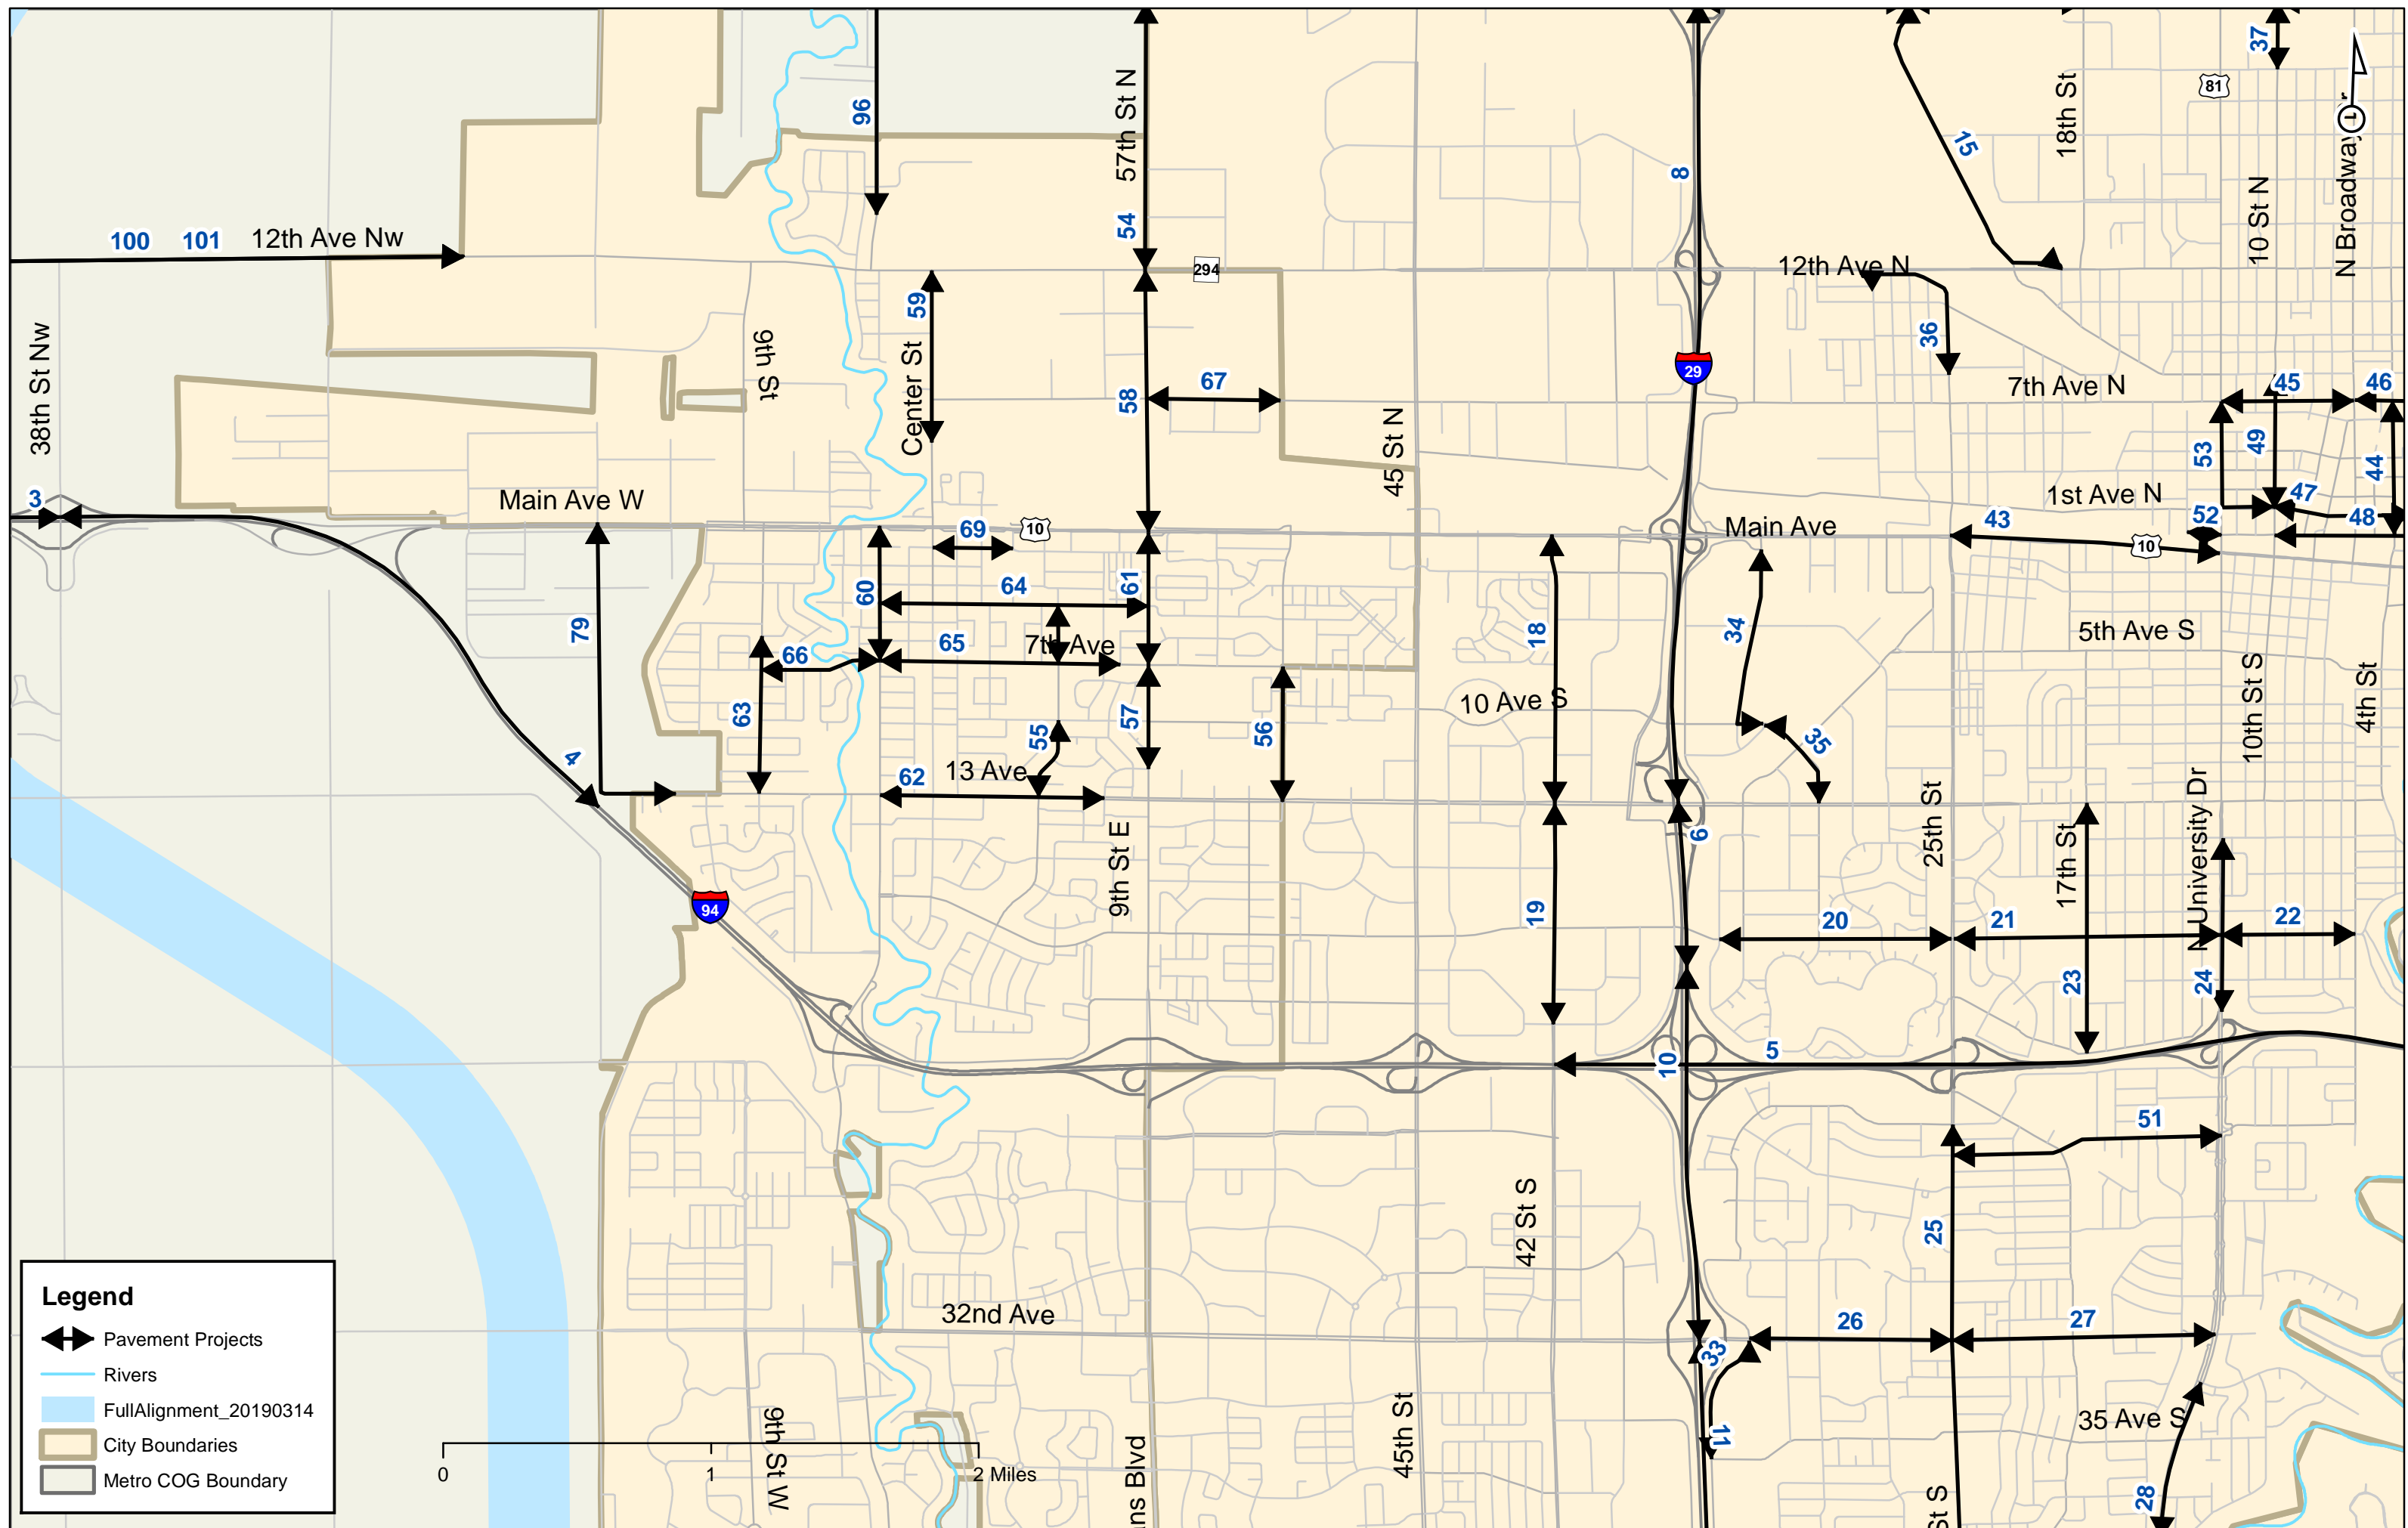 37
81
96
57th St N
15
18th St
8
10 St N
N Broadway
54
100
101
12th Ave Nw
294
12th Ave N
59
36
38th St Nw
9th St
Center St
29
58
67
7th Ave N
45
46
45 St N
53
49
44
3
Main Ave W
69
10
Main Ave
43
1st Ave N
52
47
48
10
79
60
64
61
18
34
5th Ave S
66
65
7th Ave
63
55
57
56
10 Ave S
35
10th St S
4th St
4
62
13 Ave
6
25th St
17th St
N University Dr
9th St E
94
19
20
21
22
23
24
10
5
51
42 St S
25
32nd Ave
33
26
27
Legend
Pavement Projects
Rivers
FullAlignment_20190314
City Boundaries
Metro COG Boundary
0
1
2 Miles
9th St W
ans Blvd
45th St
11
35 Ave S
St S
28